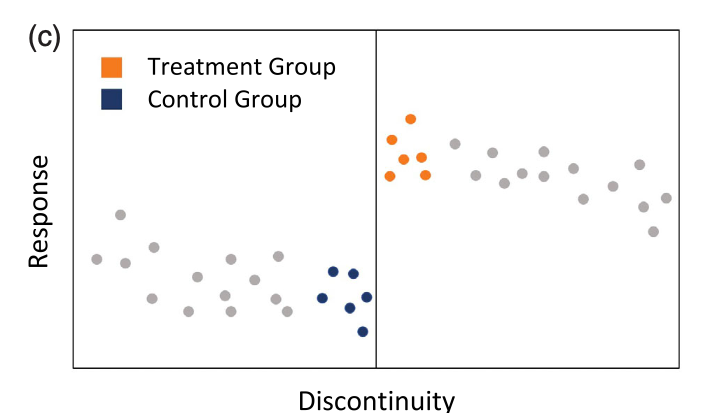 (c)
Treatment Group
Control Group
Response
Discontinuity